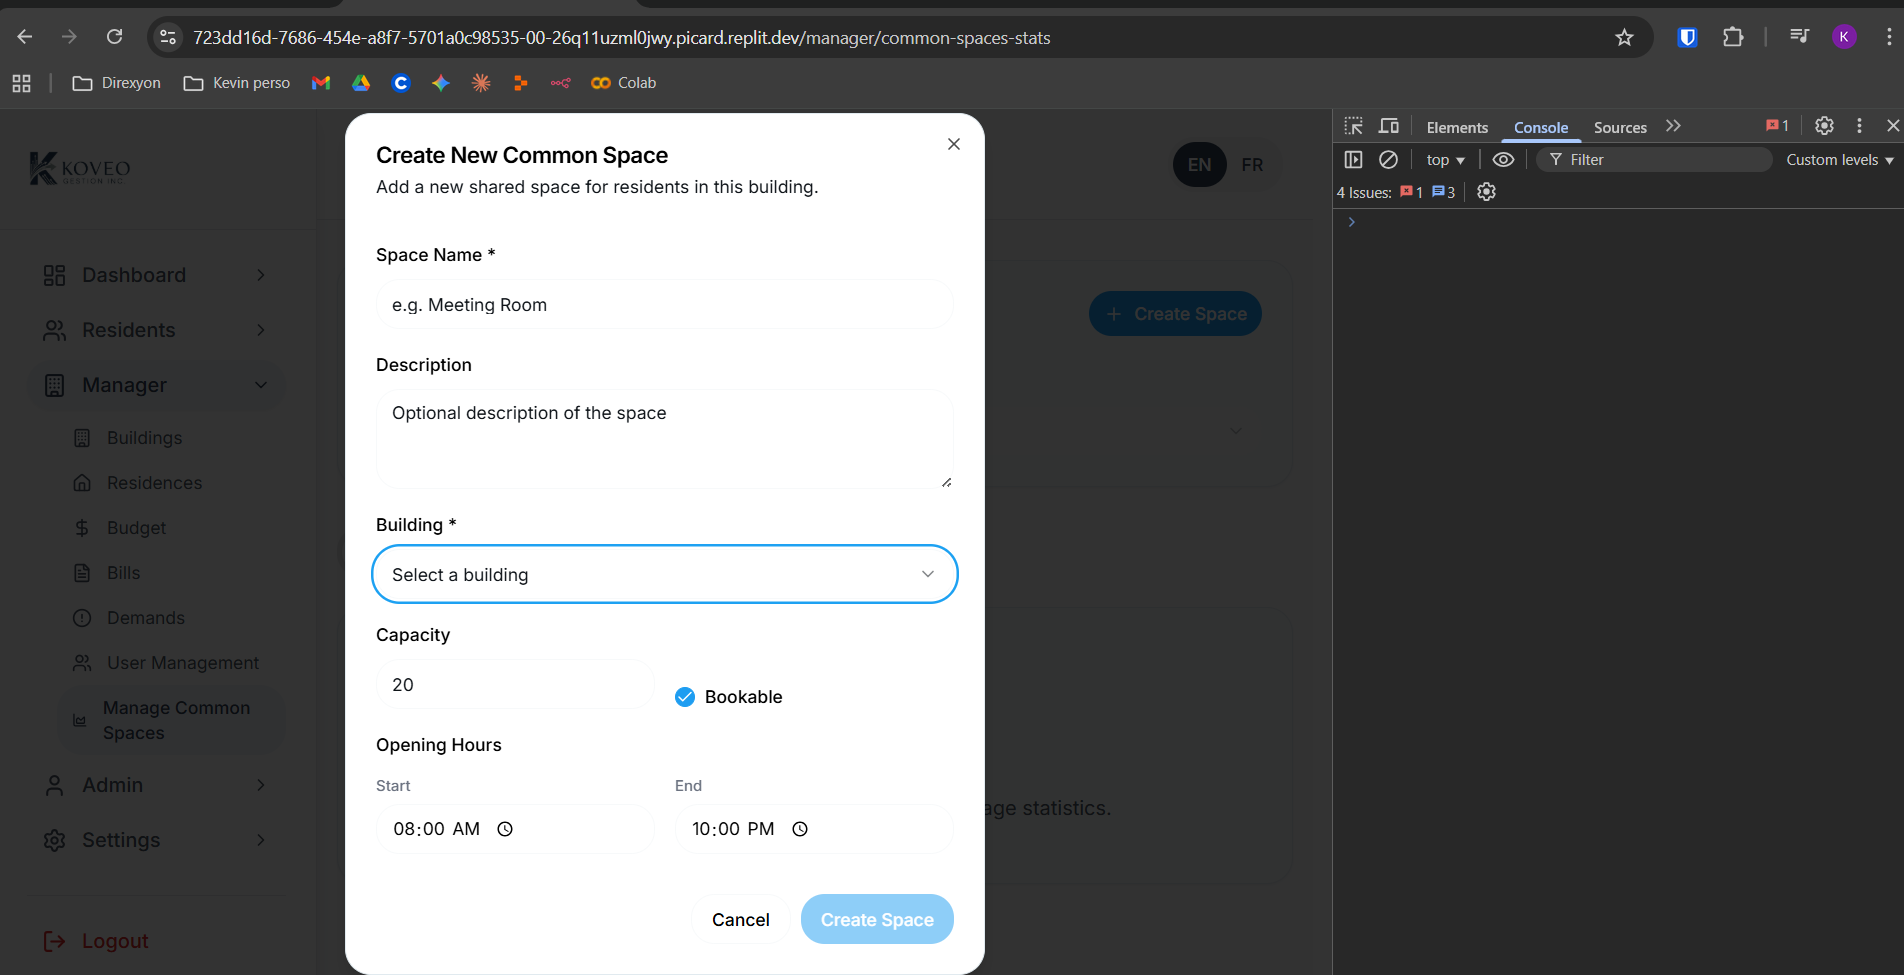 723dd16d-7686-454e-a8f7-5701a0c98535-00-26q11uzml0jwy.picard.replit.dev/manager/common-spaces-stats
K
Direxyon
Kevin perso
Colab
KOVEO
GESTION INC
Dashboard
Residents
Manager
Buildings
Residences
Budget
Bills
Demands
User Management
Manage Common
Spaces
Admin
Settings
Logout
EN FR
Create Space
age statistics.
Create New Common Space
Add a new shared space for residents in this building.
Space Name *
e.g. Meeting Room
Description
Optional description of the space
Building *
Select a building
Capacity
20
Bookable
Opening Hours
Start
End
08:00 AM
10:00 PM
Cancel
Create Space
Elements Console Sources 1
top Filter Custom levels
4 Issues: 1 3